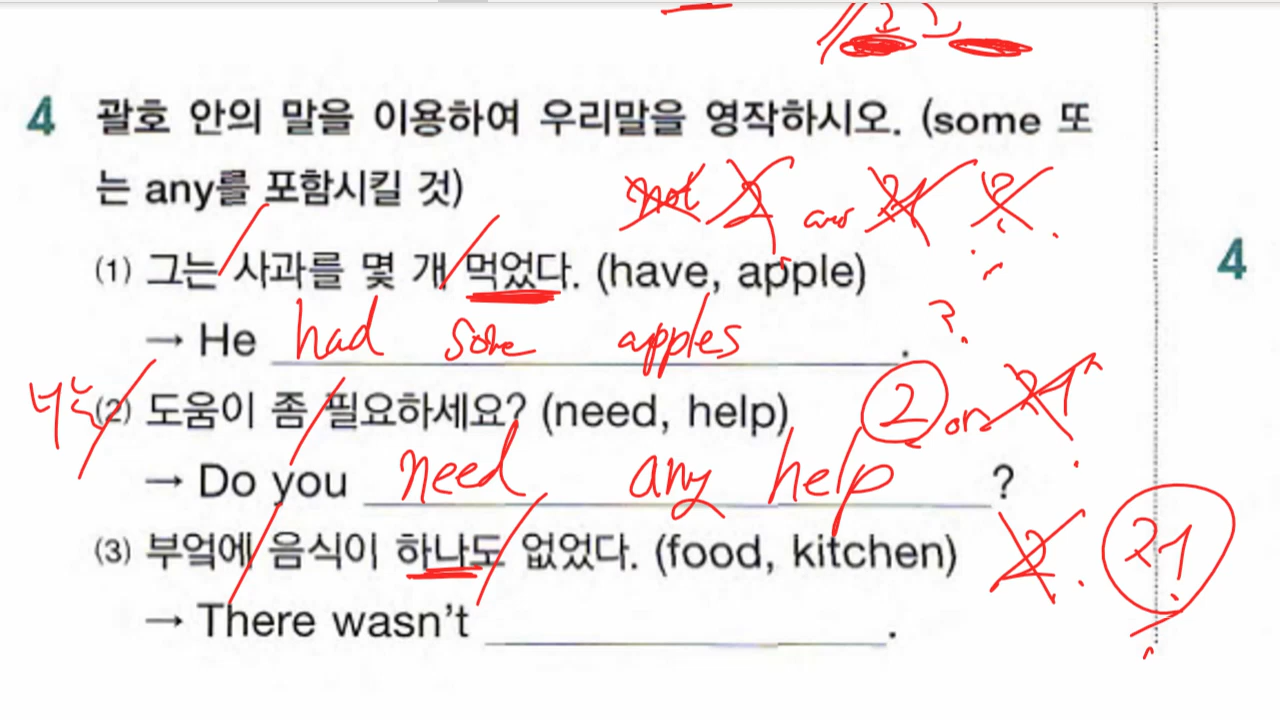 4 괄호 안의 말을 이용하여 우리말을 영작하시오. (some 또
는 any를 포함시킬 것)
not are
(1) 그는 사과를 몇 개 먹었다. (have, apple)
→ He had some apples.
(2) 도움이 좀 필요하세요? (need, help)
→ Do you need any help?
(3) 부엌에 음식이 하나도 없었다. (food, kitchen)
→ There wasn't .
4